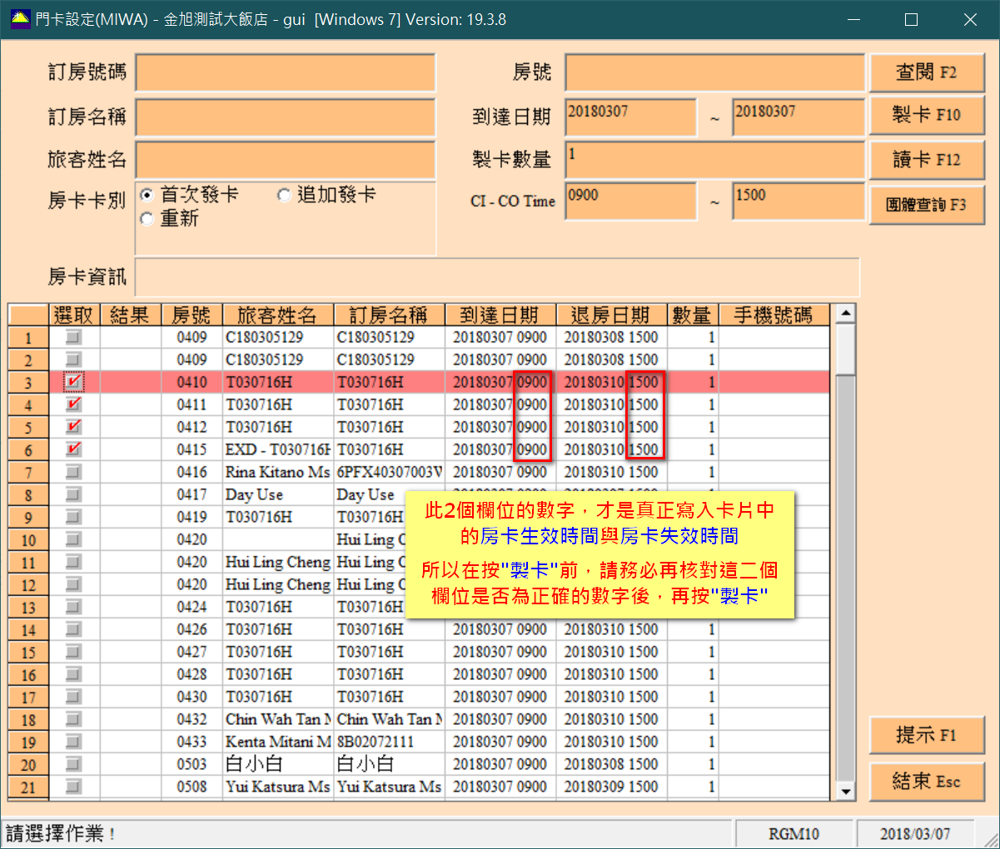 門卡設定(MIWA) - 金旭測試大飯店 - gui  [Windows 7] Version: 19.3.8
訂房號碼 房號 查閱 F2
訂房名稱 到達日期 20180307 ~ 20180307 製卡 F10
旅客姓名 製卡數量 1 讀卡 F12
房卡卡別 首次發卡 追加發卡 CI - CO Time 0900 ~ 1500 團體查詢 F3
重新
房卡資訊
選取 結果 房號 旅客姓名 訂房名稱 到達日期 退房日期 數量 手機號碼
1 0409 C180305129 C180305129 20180307 0900 20180308 1500 1
2 0409 C180305129 C180305129 20180307 0900 20180308 1500 1
3 0410 T030716H T030716H 20180307 0900 20180310 1500 1
4 0411 T030716H T030716H 20180307 0900 20180310 1500 1
5 0412 T030716H T030716H 20180307 0900 20180310 1500 1
6 0415 EXD - T030716H T030716H 20180307 0900 20180310 1500 1
7 0416 Rina Kitano Ms 6PFX40307003V 20180307 0900 20180310 1500 1
8 0417 Day Use Day Use
9 0419 T030716H T030716H
10 0420 Hui Ling C
11 0420 Hui Ling Cheng Hui Ling C
12 0420 Hui Ling Cheng Hui Ling C
13 0424 T030716H T030716H
14 0426 T030716H T030716H 20180307 0900 20180310 1500 1
15 0427 T030716H T030716H 20180307 0900 20180310 1500 1
16 0428 T030716H T030716H 20180307 0900 20180310 1500 1
17 0430 T030716H T030716H 20180307 0900 20180310 1500 1
18 0432 Chin Wah Tan M Chin Wah Tan M 20180307 0900 20180310 1500 1
19 0433 Kenta Mitani M 8B02072111 20180307 0900 20180310 1500 1
20 0503 白小白 白小白 20180307 0900 20180308 1500 1
21 0508 Yui Katsura Ms Yui Katsura Ms 20180307 0900 20180309 1500 1
此2個欄位的數字，才是真正寫入卡片中
的房卡生效時間與房卡失效時間
所以在按"製卡"前，請務必再核對這二個
欄位是否為正確的數字後，再按"製卡"
提示 F1
結束 Esc
請選擇作業！ RGM10 2018/03/07